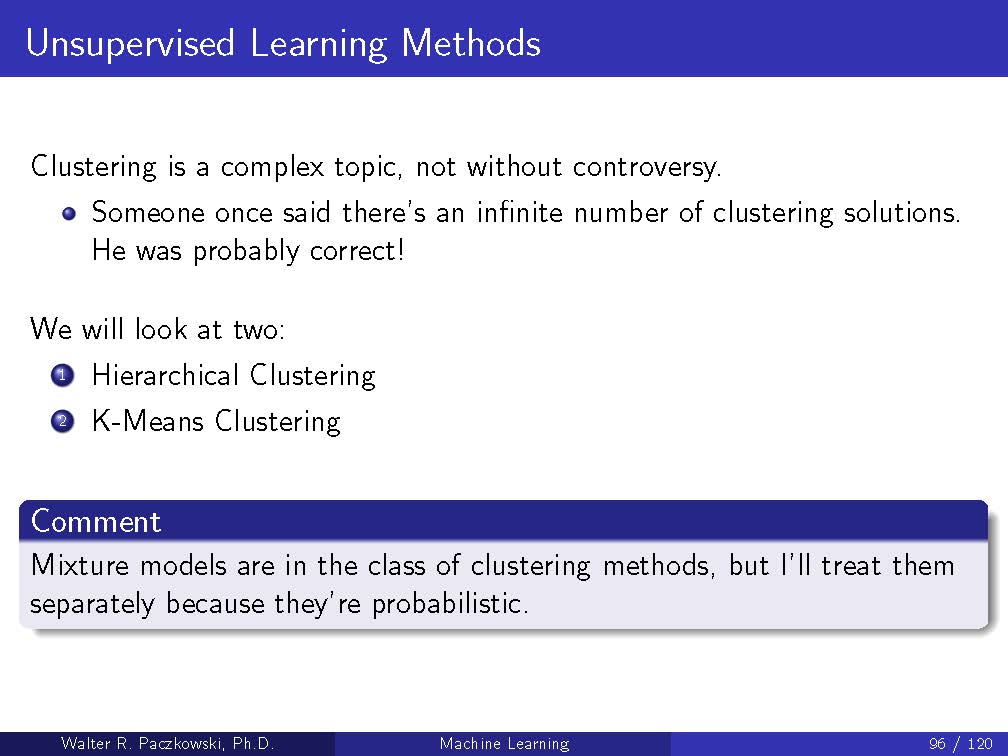 Unsupervised Learning Methods
Clustering is a complex topic, not without controversy.
Someone once said there's an infinite number of clustering solutions.
He was probably correct!
We will look at two:
1 Hierarchical Clustering
2 K-Means Clustering
Comment
Mixture models are in the class of clustering methods, but I'll treat them
separately because they're probabilistic.
Walter R. Paczkowski, Ph.D. Machine Learning 96 / 120